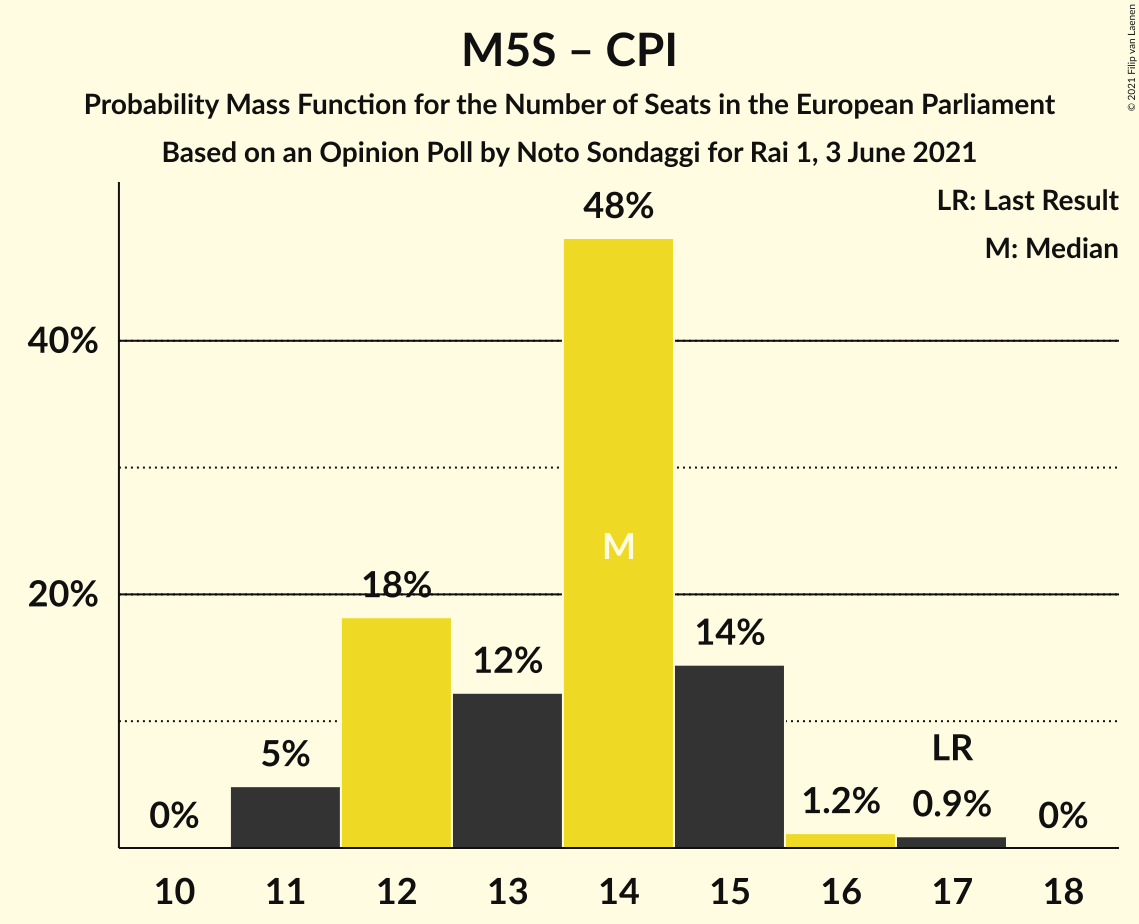 © 2021 Filip van Laenen
M5S – CPI
Probability Mass Function for the Number of Seats in the European Parliament
Based on an Opinion Poll by Noto Sondaggi for Rai 1, 3 June 2021
LR: Last Result
M: Median
48%
40%
M
20%
18%
14%
12%
5%
LR
0%
1.2%
0.9%
0%
10 11 12 13 14 15 16 17 18